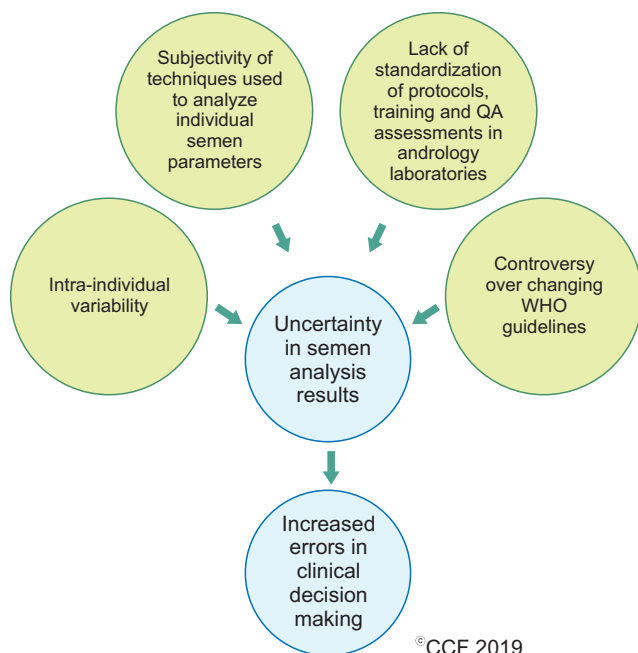 Subjectivity of
techniques used
to analyze
individual
semen
parameters
Lack of
standardization
of protocols,
training and QA
assessments in
andrology
laboratories
Intra-individual
variability
Controversy
over changing
WHO
guidelines
Uncertainty
in semen
analysis
results
Increased
errors in
clinical
decision
making
©CCF 2019